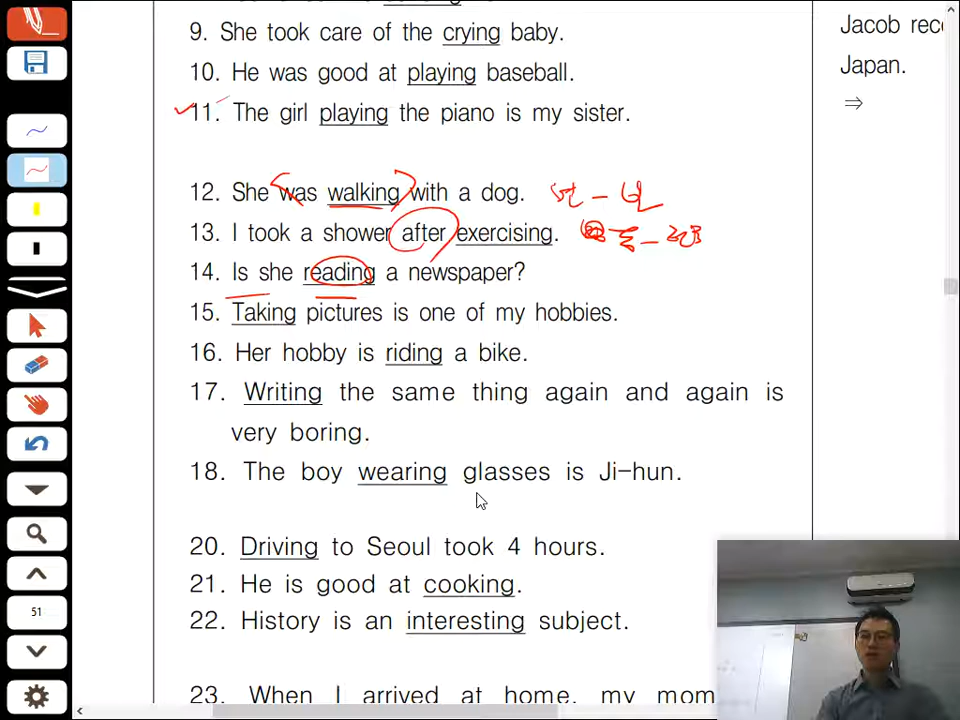 9. She took care of the crying baby.
10. He was good at playing baseball.
11. The girl playing the piano is my sister.
12. She was walking with a dog.
13. I took a shower after exercising.
14. Is she reading a newspaper?
15. Taking pictures is one of my hobbies.
16. Her hobby is riding a bike.
17. Writing the same thing again and again is
very boring.
18. The boy wearing glasses is Ji-hun.
20. Driving to Seoul took 4 hours.
21. He is good at cooking.
22. History is an interesting subject.
23. When I arrived at home, my mom
Jacob
Japan.
⇒
51